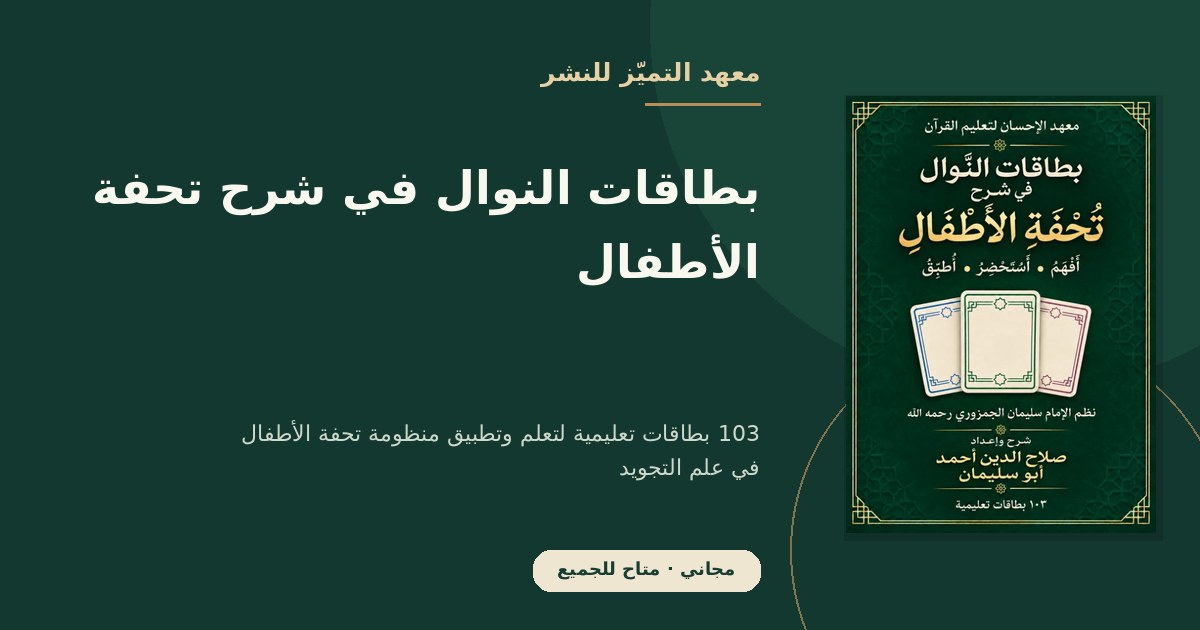 معهد التميّز للنشر
بطاقات النوال في شرح تحفة
الأطفال
103 بطاقات تعليمية لتعلم وتطبيق منظومة تحفة الأطفال
في علم التجويد
مجاني · متاح للجميع
معهد الإحسان لتعليم القرآن
بطاقات النَّوال
في شرح
تُحْفَةِ الأَطْفَالِ
أَفْهَمُ • أَسْتَحْضِرُ • أُطَبِّقُ
نظم الإمام سليمان الجمزوري رحمه الله
شرح وإعداد
صلاح الدين أحمد
أبو سليمان
١٠٣ بطاقات تعليمية